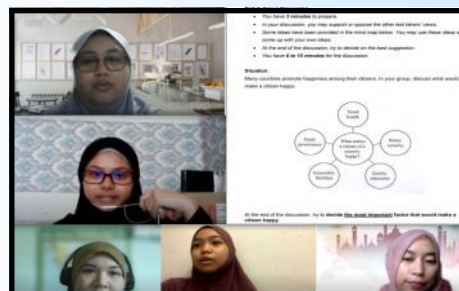 • You have 3 minutes to prepare.
• In your discussion, you may support or oppose the other test takers' views.
• Some ideas have been provided in the mind map below. You may use these ideas
come up with your own ideas.
• At the end of the discussion, try to decide on the best suggestion.
• You have 8 to 10 minutes for the discussion.
Situation
Many countries promote happiness among their citizens. In your group, discuss what would
make a citizen happy.
Good
health
Good
governance
What makes
a citizen of a
country
happy?
security
Accessible
facilities
Quality
education
At the end of the discussion, try to decide the most important factor that would make a
citizen happy.